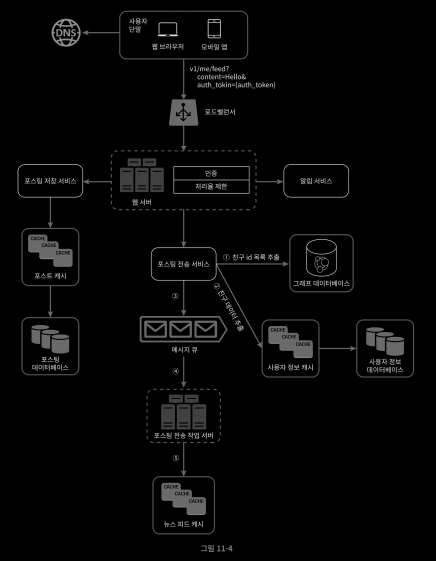 사용자
단말
DNS
웹 브라우저
모바일 앱
v1/me/feed?
content=Hello&
auth_tokin={auth_token}
로드밸런서
포스팅 저장 서비스
인증
처리율 제한
웹 서버
알림 서비스
CACHE
CACHE
CACHE
포스트 캐시
포스팅 전송 서비스
① 친구 id 목록 추출
그래프 데이터베이스
② 친구 데이터 추출
③
메시지 큐
포스팅
데이터베이스
CACHE
CACHE
CACHE
사용자 정보 캐시
사용자 정보
데이터베이스
④
포스팅 전송 작업 서버
⑤
CACHE
CACHE
CACHE
뉴스 피드 캐시
그림 11-4